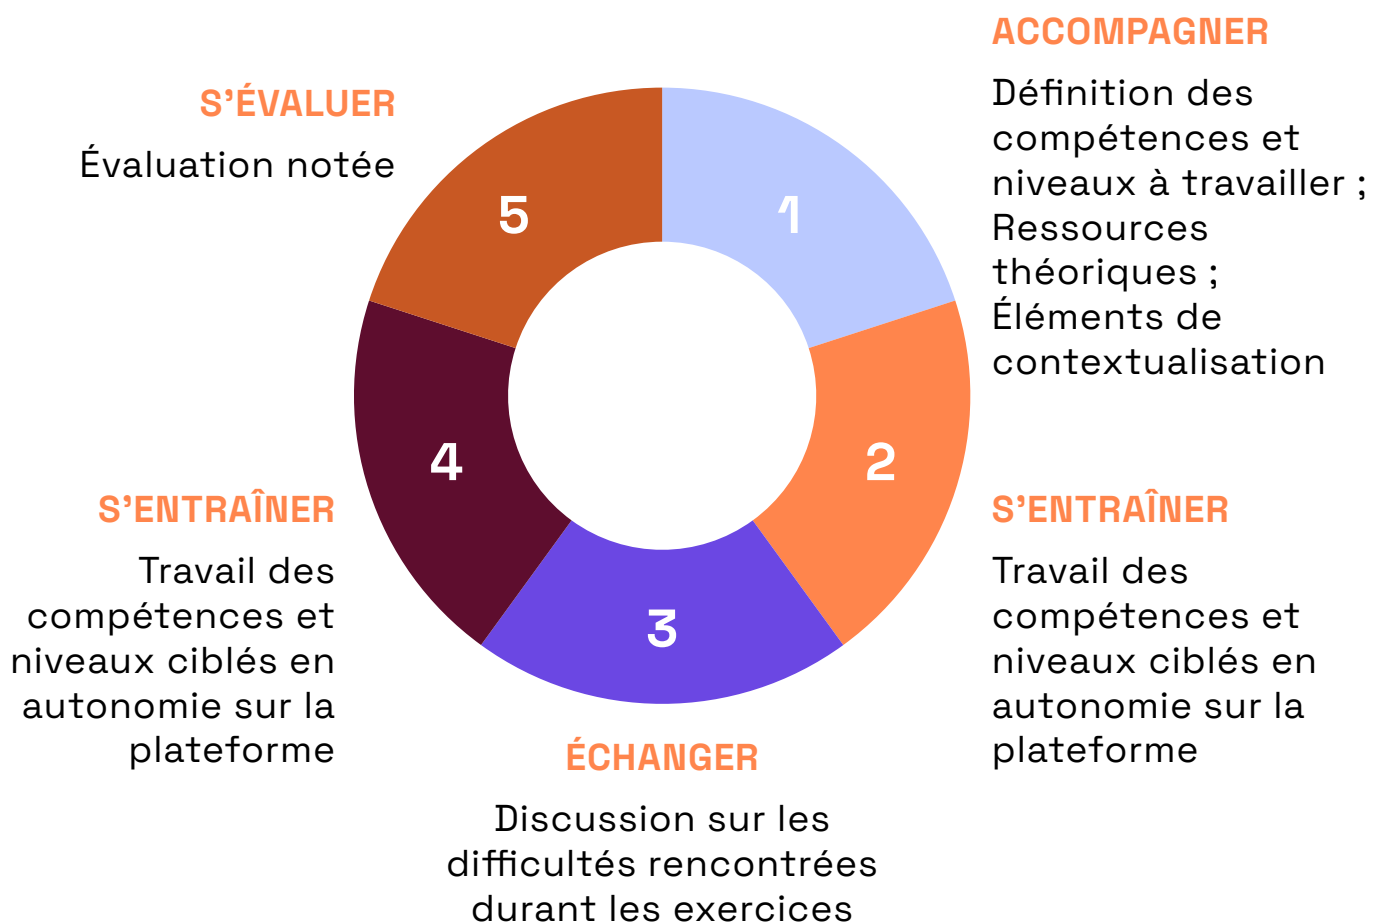 ACCOMPAGNER
Définition des
compétences et
niveaux à travailler ;
Ressources
théoriques ;
Éléments de
contextualisation
1
S’ENTRAÎNER
Travail des
compétences et
niveaux ciblés en
autonomie sur la
plateforme
2
ÉCHANGER
Discussion sur les
difficultés rencontrées
durant les exercices
3
S’ENTRAÎNER
Travail des
compétences et
niveaux ciblés en
autonomie sur la
plateforme
4
S’ÉVALUER
Évaluation notée
5